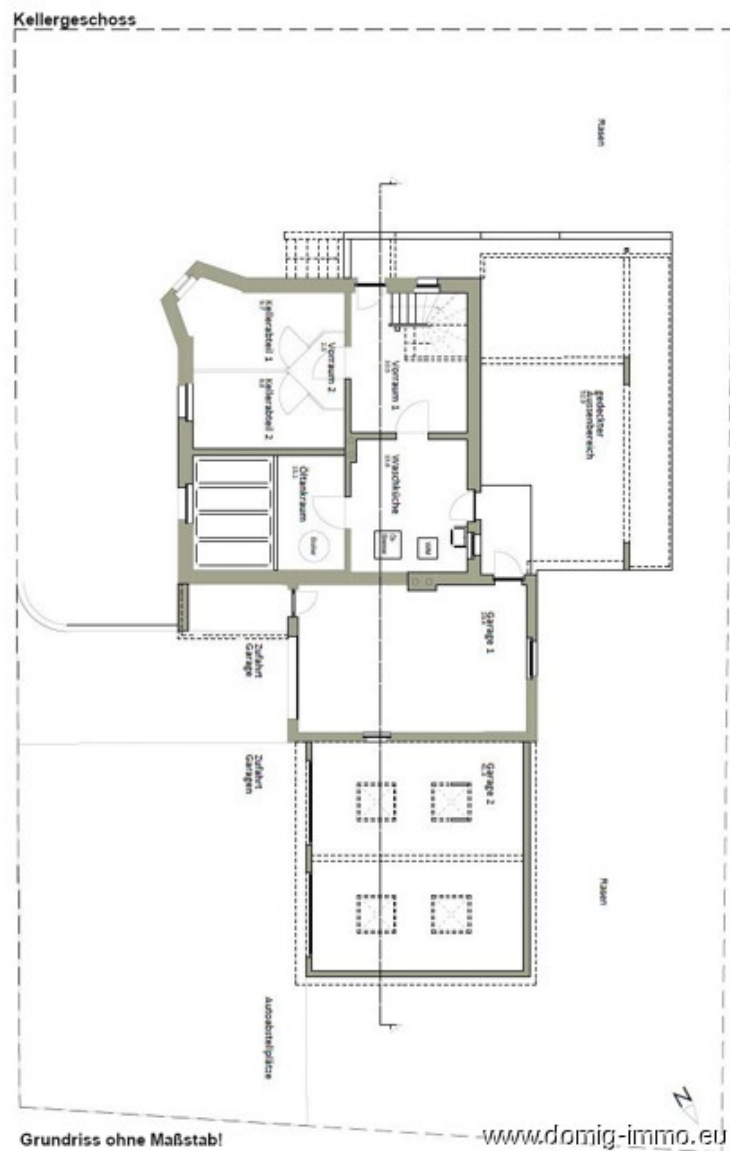 Kellergeschoss
Rasen
Kellerabteil 1
Kellerabteil 2
Vorraum 2
Vorraum 1
gedeckter
Aussenbereich
Öltankraum
Waschküche
Garage 1
Zufahrt
Garage
Zufahrt
Garagen
Garage 2
Rasen
Autoabstellplätze
N
Grundriss ohne Maßstab!
www.domig-immo.eu